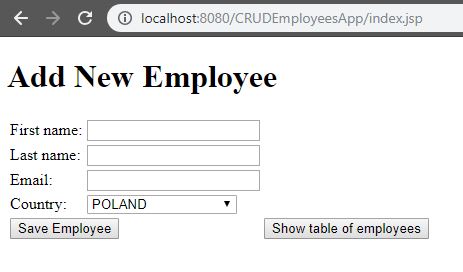 localhost:8080/CRUDEmployeesApp/index.jsp
Add New Employee
First name:
Last name:
Email:
Country: POLAND
Save Employee Show table of employees